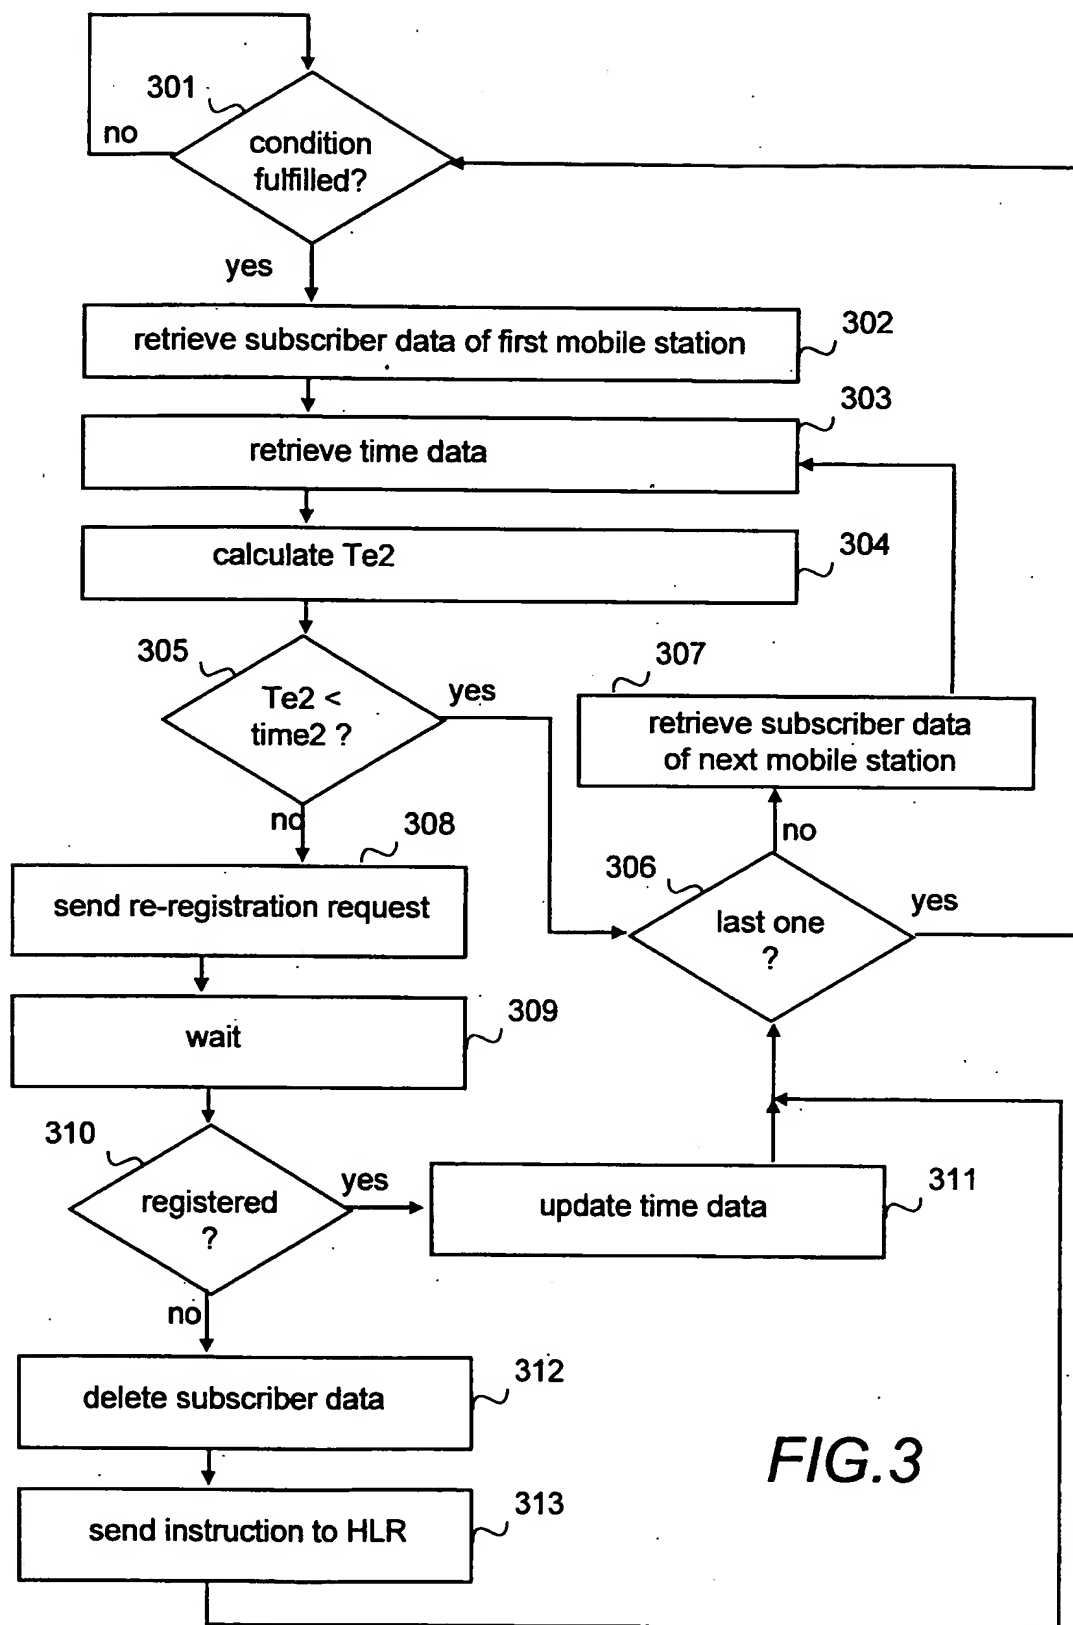 301
no
condition
fulfilled?
yes
retrieve subscriber data of first mobile station
302
303
retrieve time data
calculate Te2
304
305
Te2 <
time2 ?
yes
307
retrieve subscriber data
of next mobile station
no
no
308
send re-registration request
306
last one
?
yes
wait
309
310
registered
?
yes
update time data
311
no
delete subscriber data
312
send instruction to HLR
313
FIG.3